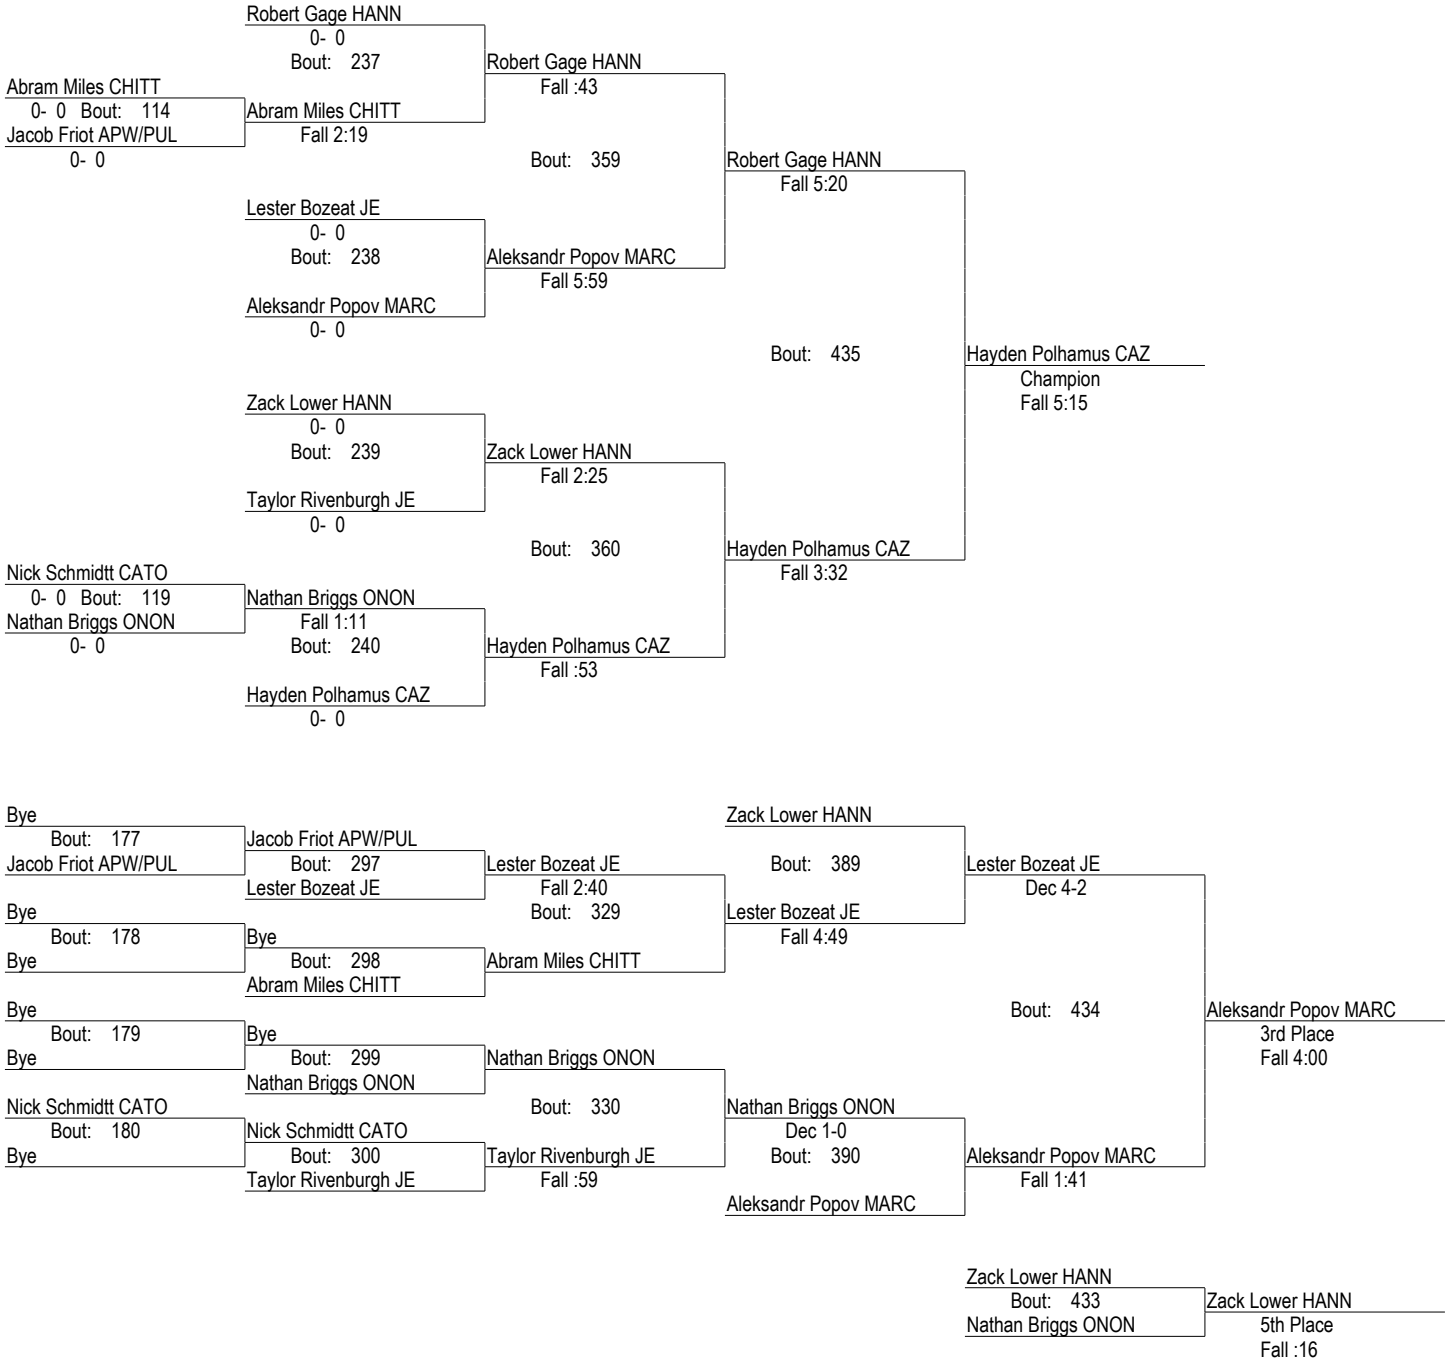 Robert Gage HANN
0- 0
Bout: 237
Robert Gage HANN
Abram Miles CHITT
Fall :43
0- 0 Bout: 114
Abram Miles CHITT
Jacob Friot APW/PUL
Fall 2:19
0- 0
Bout: 359
Robert Gage HANN
Fall 5:20
Lester Bozeat JE
0- 0
Bout: 238
Aleksandr Popov MARC
Fall 5:59
Aleksandr Popov MARC
0- 0
Bout: 435
Hayden Polhamus CAZ
Champion
Fall 5:15
Zack Lower HANN
0- 0
Bout: 239
Zack Lower HANN
Fall 2:25
Taylor Rivenburgh JE
0- 0
Bout: 360
Hayden Polhamus CAZ
Nick Schmidtt CATO
Fall 3:32
0- 0 Bout: 119
Nathan Briggs ONON
Nathan Briggs ONON
Fall 1:11
0- 0
Bout: 240
Hayden Polhamus CAZ
Fall :53
Hayden Polhamus CAZ
0- 0
Bye
Zack Lower HANN
Bout: 177
Jacob Friot APW/PUL
Jacob Friot APW/PUL
Bout: 297
Lester Bozeat JE
Bout: 389
Lester Bozeat JE
Lester Bozeat JE
Fall 2:40
Dec 4-2
Bye
Bout: 329
Lester Bozeat JE
Bout: 178
Bye
Fall 4:49
Bye
Bout: 298
Abram Miles CHITT
Abram Miles CHITT
Bye
Bout: 434
Aleksandr Popov MARC
Bout: 179
Bye
3rd Place
Bye
Bout: 299
Nathan Briggs ONON
Fall 4:00
Nathan Briggs ONON
Nick Schmidtt CATO
Bout: 330
Nathan Briggs ONON
Bout: 180
Nick Schmidtt CATO
Dec 1-0
Bye
Bout: 300
Taylor Rivenburgh JE
Bout: 390
Aleksandr Popov MARC
Taylor Rivenburgh JE
Fall :59
Fall 1:41
Aleksandr Popov MARC
Zack Lower HANN
Bout: 433
Zack Lower HANN
Nathan Briggs ONON
5th Place
Fall :16